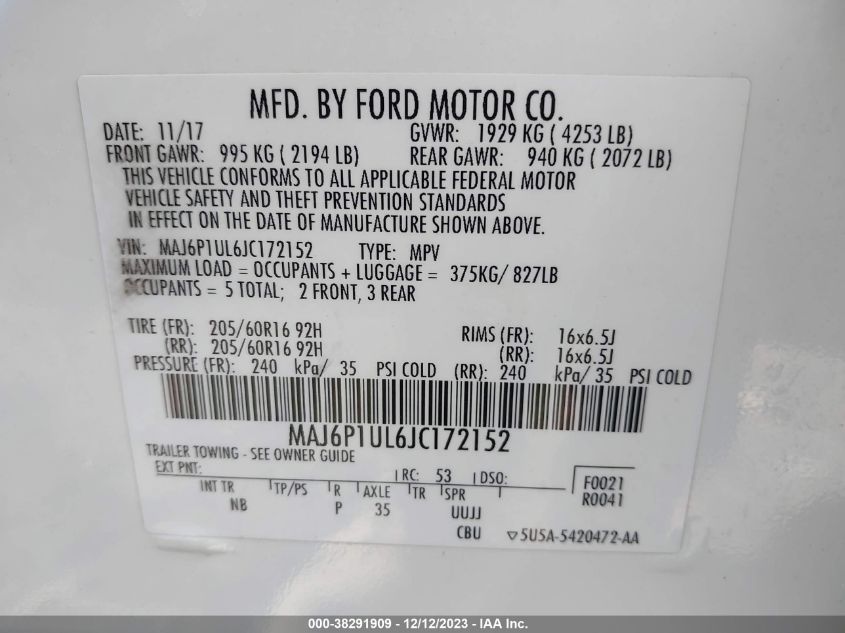 MFD. BY FORD MOTOR CO.
DATE: 11/17 GVWR: 1929 KG ( 4253 LB)
FRONT GAWR: 995 KG ( 2194 LB) REAR GAWR: 940 KG ( 2072 LB)
THIS VEHICLE CONFORMS TO ALL APPLICABLE FEDERAL MOTOR
VEHICLE SAFETY AND THEFT PREVENTION STANDARDS
IN EFFECT ON THE DATE OF MANUFACTURE SHOWN ABOVE.
VIN: MAJ6P1UL6JC172152 TYPE: MPV
MAXIMUM LOAD = OCCUPANTS + LUGGAGE = 375KG/ 827LB
OCCUPANTS = 5 TOTAL; 2 FRONT, 3 REAR
TIRE (FR): 205/60R16 92H RIMS (FR): 16x6.5J
(RR): 205/60R16 92H (RR): 16x6.5J
PRESSURE (FR): 240 kPa/ 35 PSI COLD (RR): 240 kPa/ 35 PSI COLD
MAJ6P1UL6JC172152
TRAILER TOWING - SEE OWNER GUIDE
EXT PNT: RC: 53 DSO: F0021
R0041
INT TR TP/PS R AXLE TR SPR
NB P 35 UUJJ
CBU 5U5A-5420472-AA
000-38291909 - 12/12/2023 - IAA Inc.